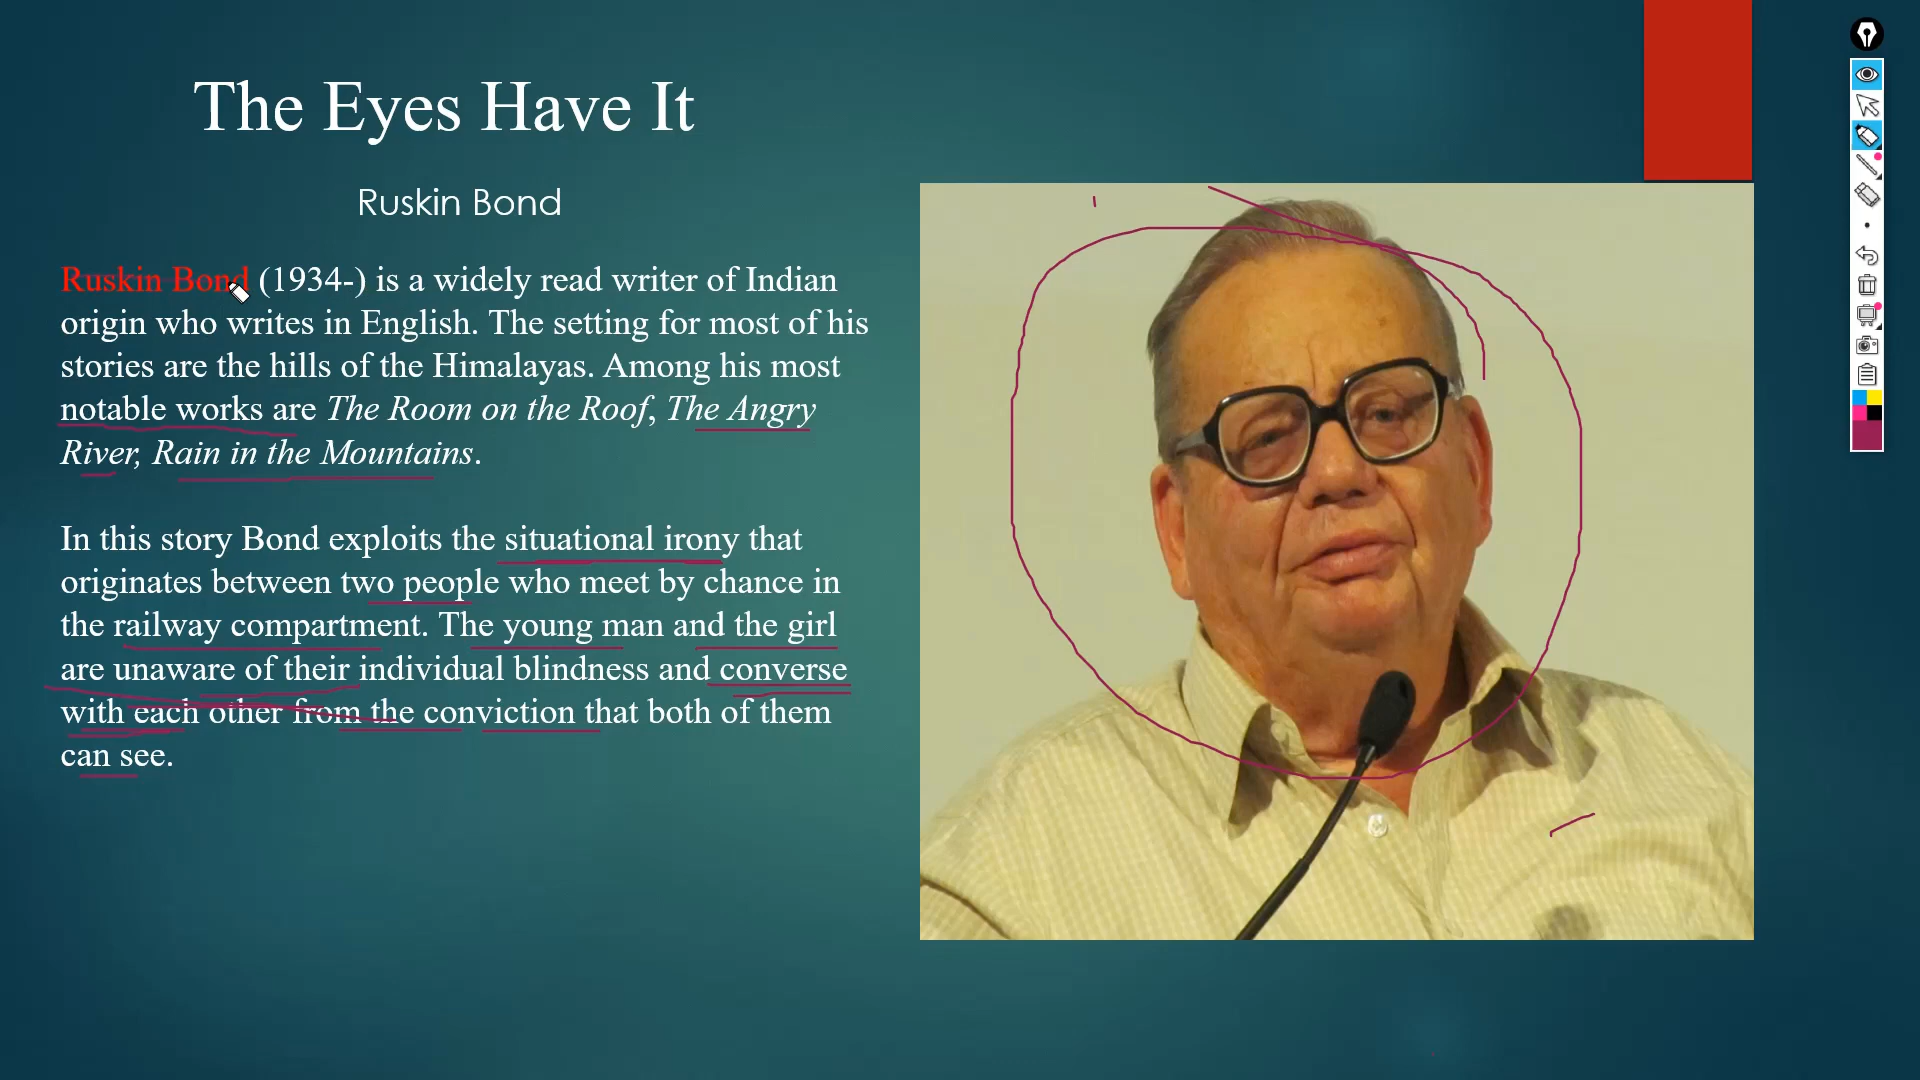 The Eyes Have It
Ruskin Bond
Ruskin Bond (1934-) is a widely read writer of Indian
origin who writes in English. The setting for most of his
stories are the hills of the Himalayas. Among his most
notable works are The Room on the Roof, The Angry
River, Rain in the Mountains.
In this story Bond exploits the situational irony that
originates between two people who meet by chance in
the railway compartment. The young man and the girl
are unaware of their individual blindness and converse
with each other from the conviction that both of them
can see.